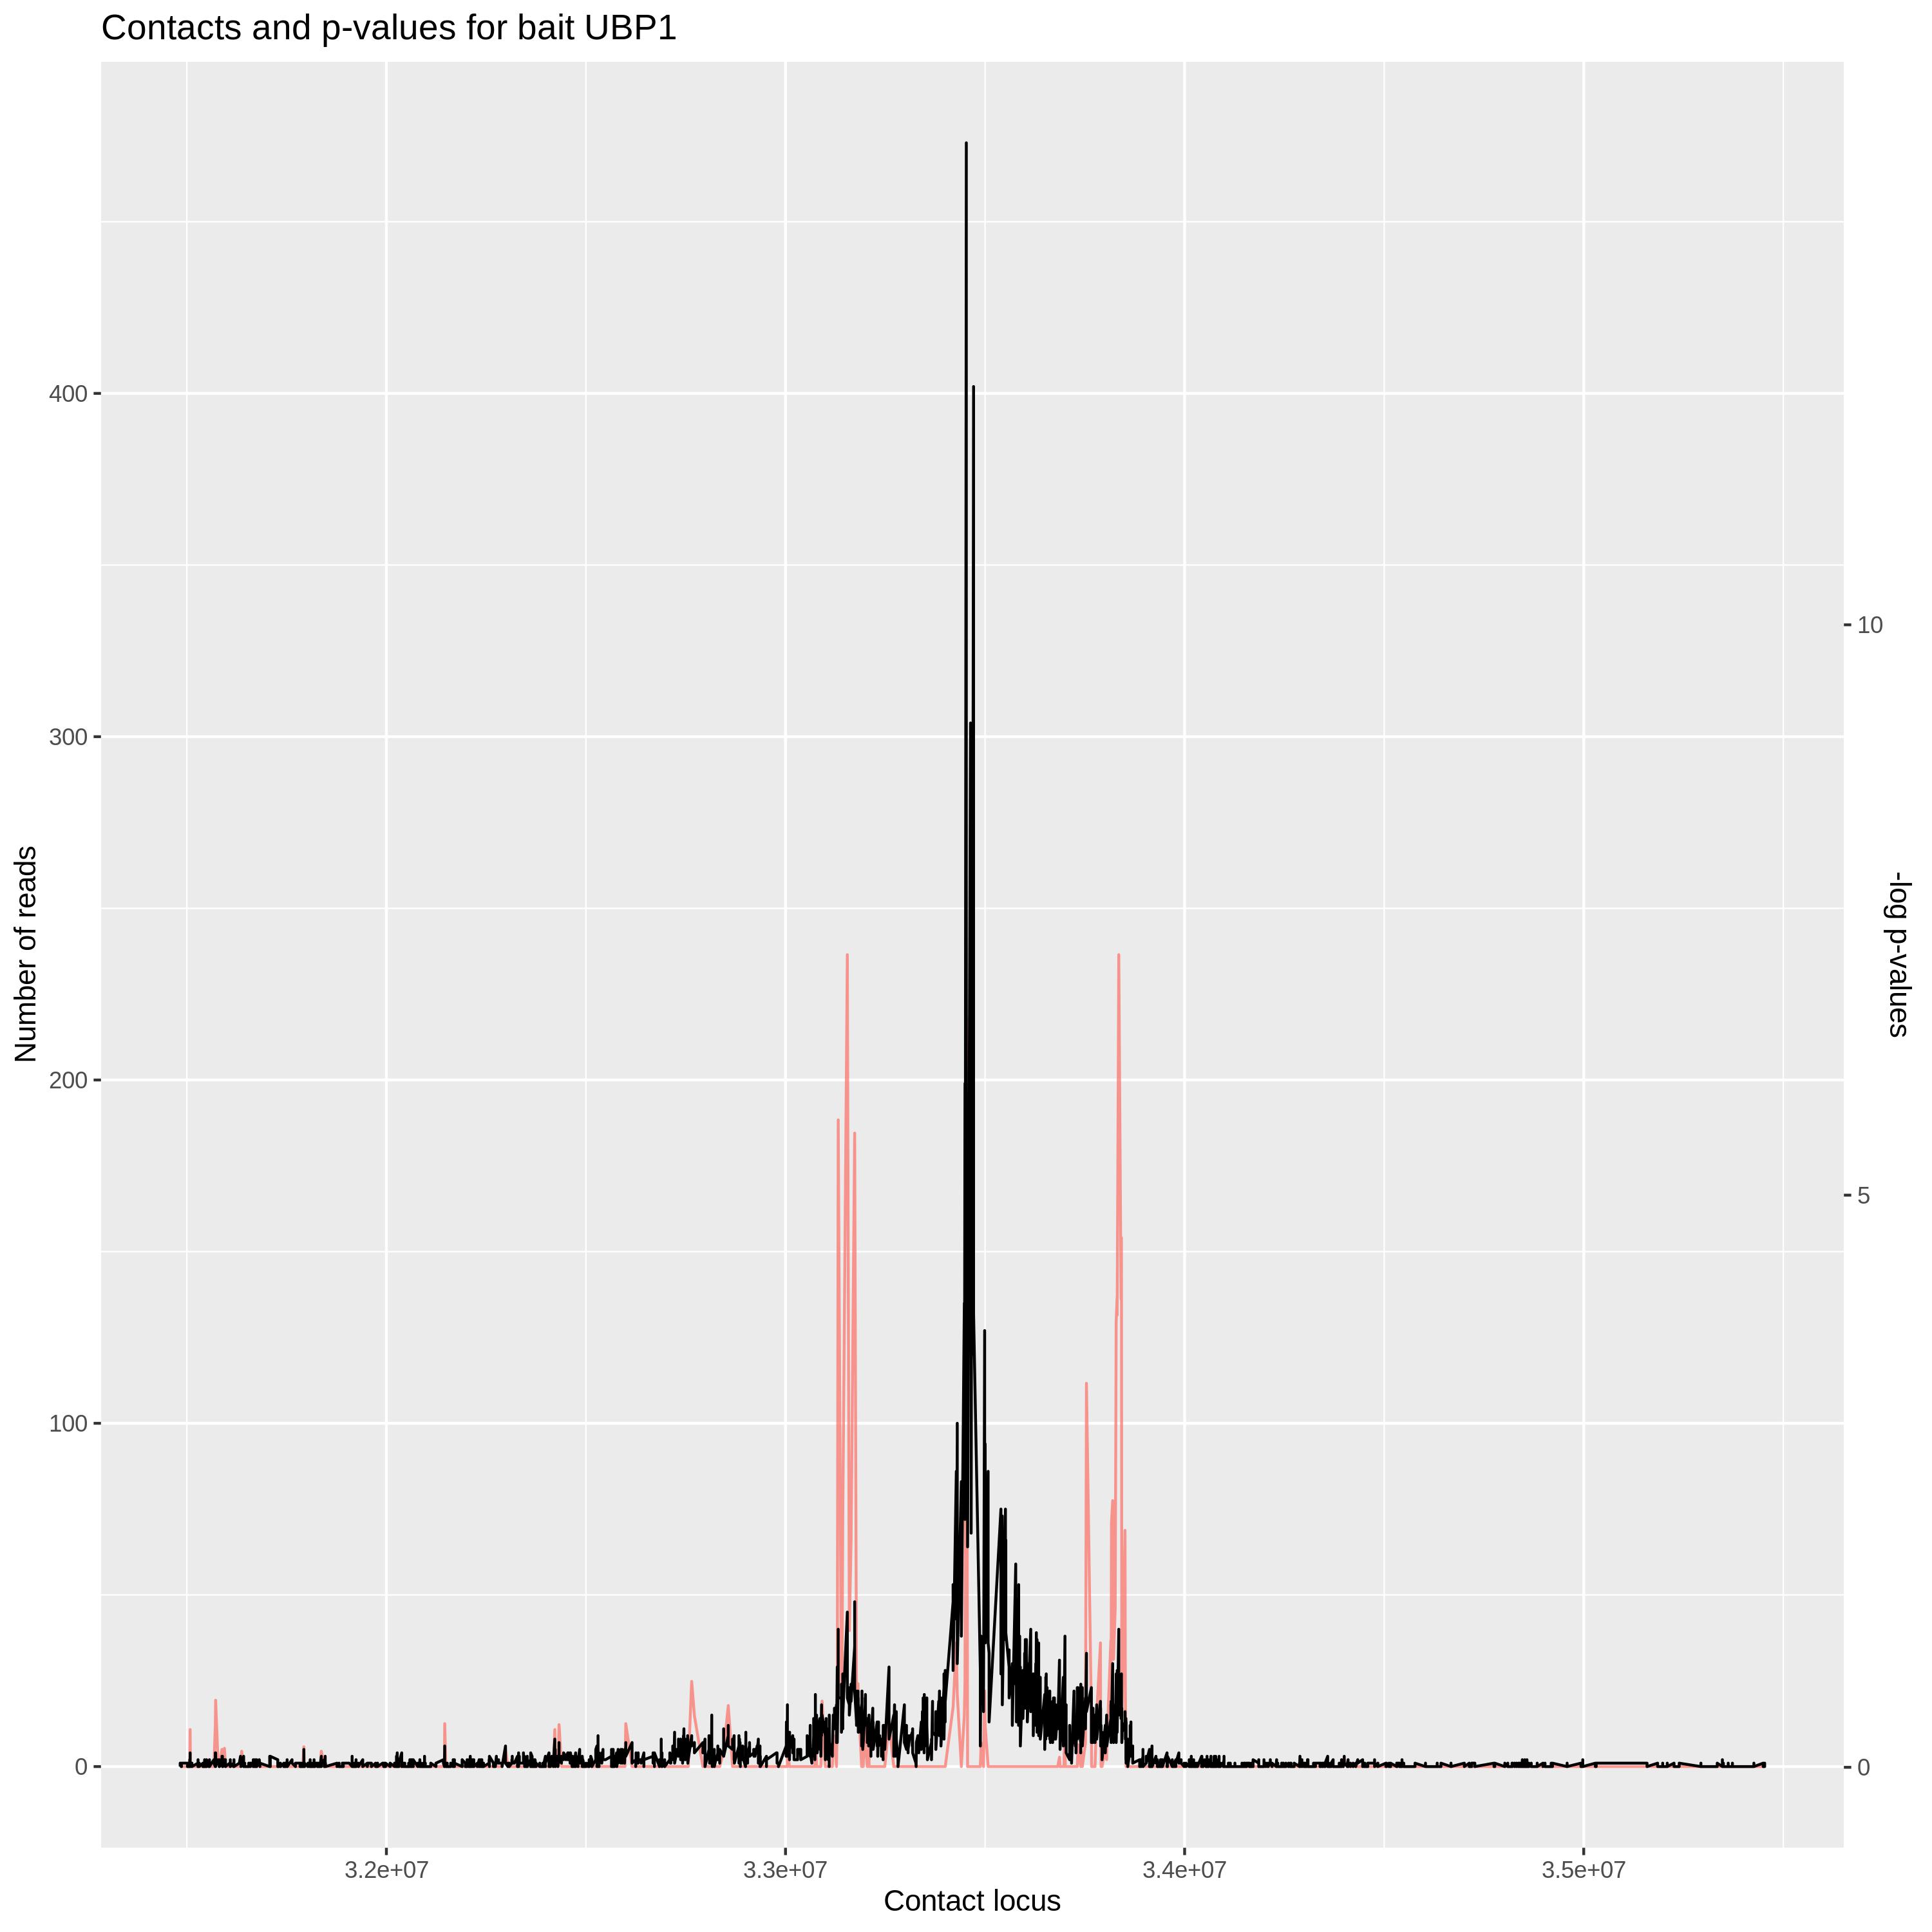 Contacts and p-values for bait UBP1
400
300
200
100
0
Number of reads
10
5
0
-log p-values
3.2e+07
3.3e+07
3.4e+07
3.5e+07
Contact locus